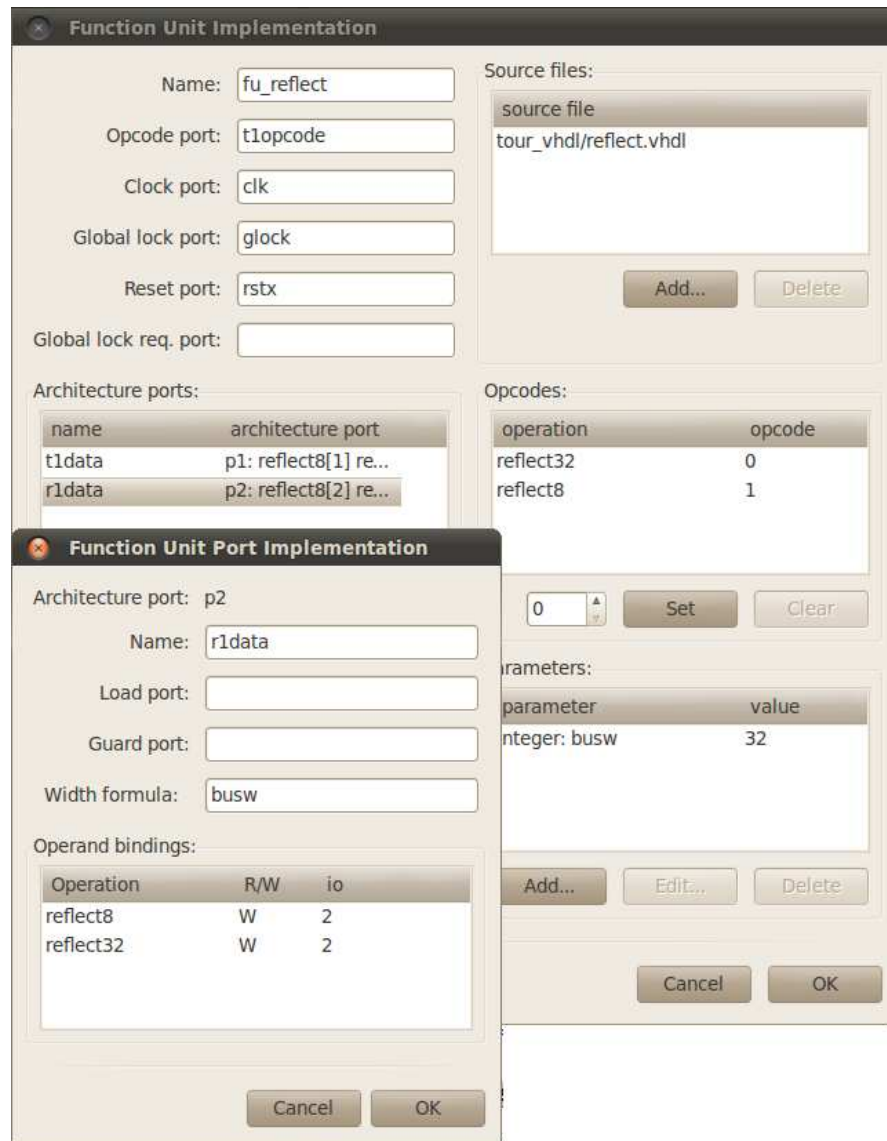 Function Unit Implementation
Name: fu_reflect
Opcode port: t1opcode
Clock port: clk
Global lock port: glock
Reset port: rstx
Global lock req. port:
Source files:
source file
tour_vhdl/reflect.vhdl
Add... Delete
Architecture ports:
name architecture port
t1data p1: reflect8[1] re...
r1data p2: reflect8[2] re...
Opcodes:
operation opcode
reflect32 0
reflect8 1
0 Set Clear
Function Unit Port Implementation
Architecture port: p2
Name: r1data
Load port:
Guard port:
Width formula: busw
Operand bindings:
Operation R/W io
reflect8 W 2
reflect32 W 2
Cancel OK
rameters:
parameter value
nteger: busw 32
Add... Edit... Delete
Cancel OK